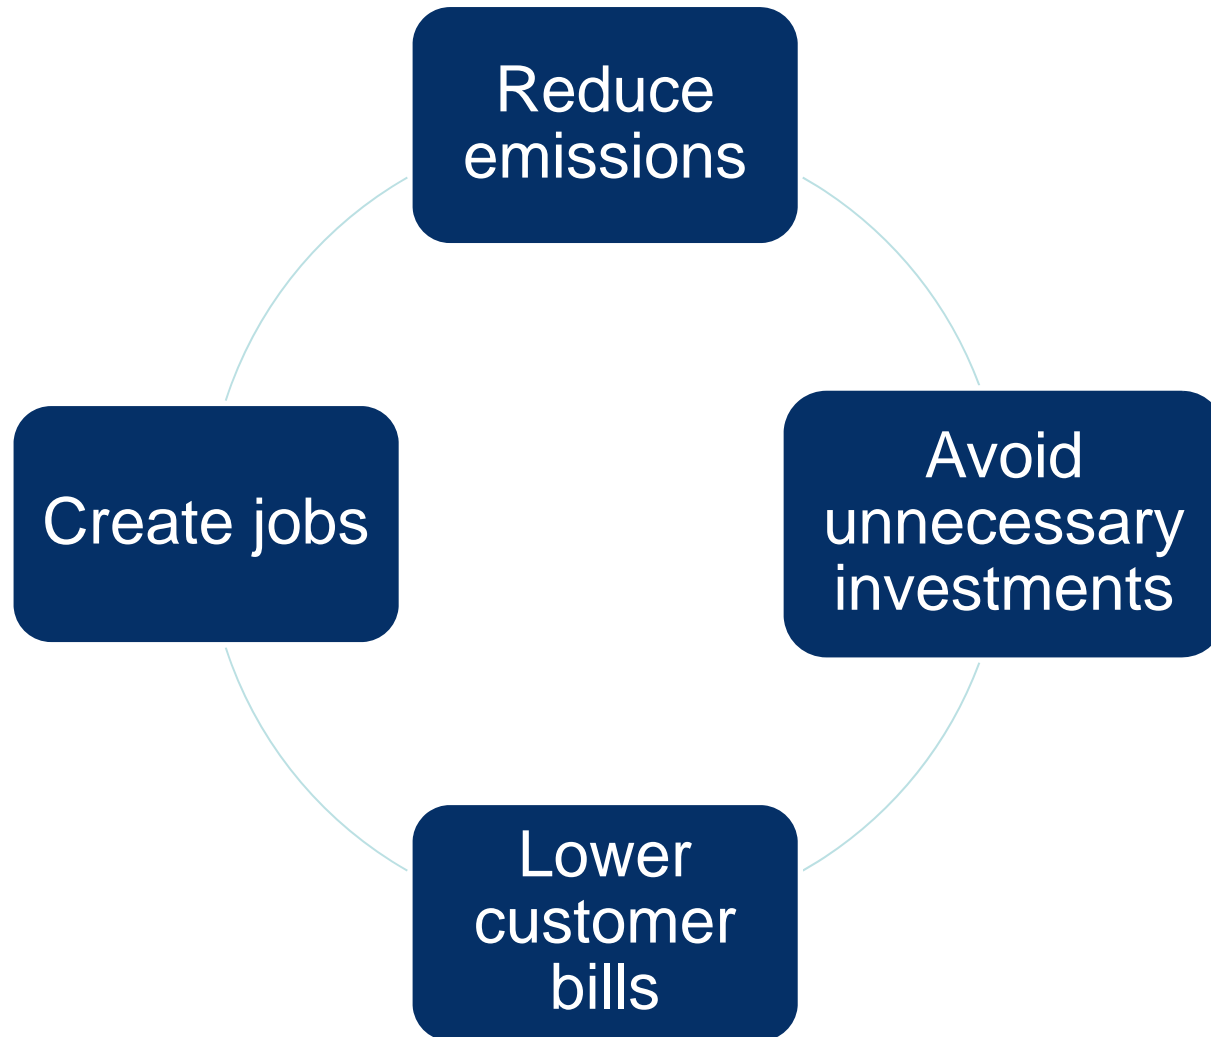 Reduce
emissions
Avoid
unnecessary
investments
Lower
customer
bills
Create jobs